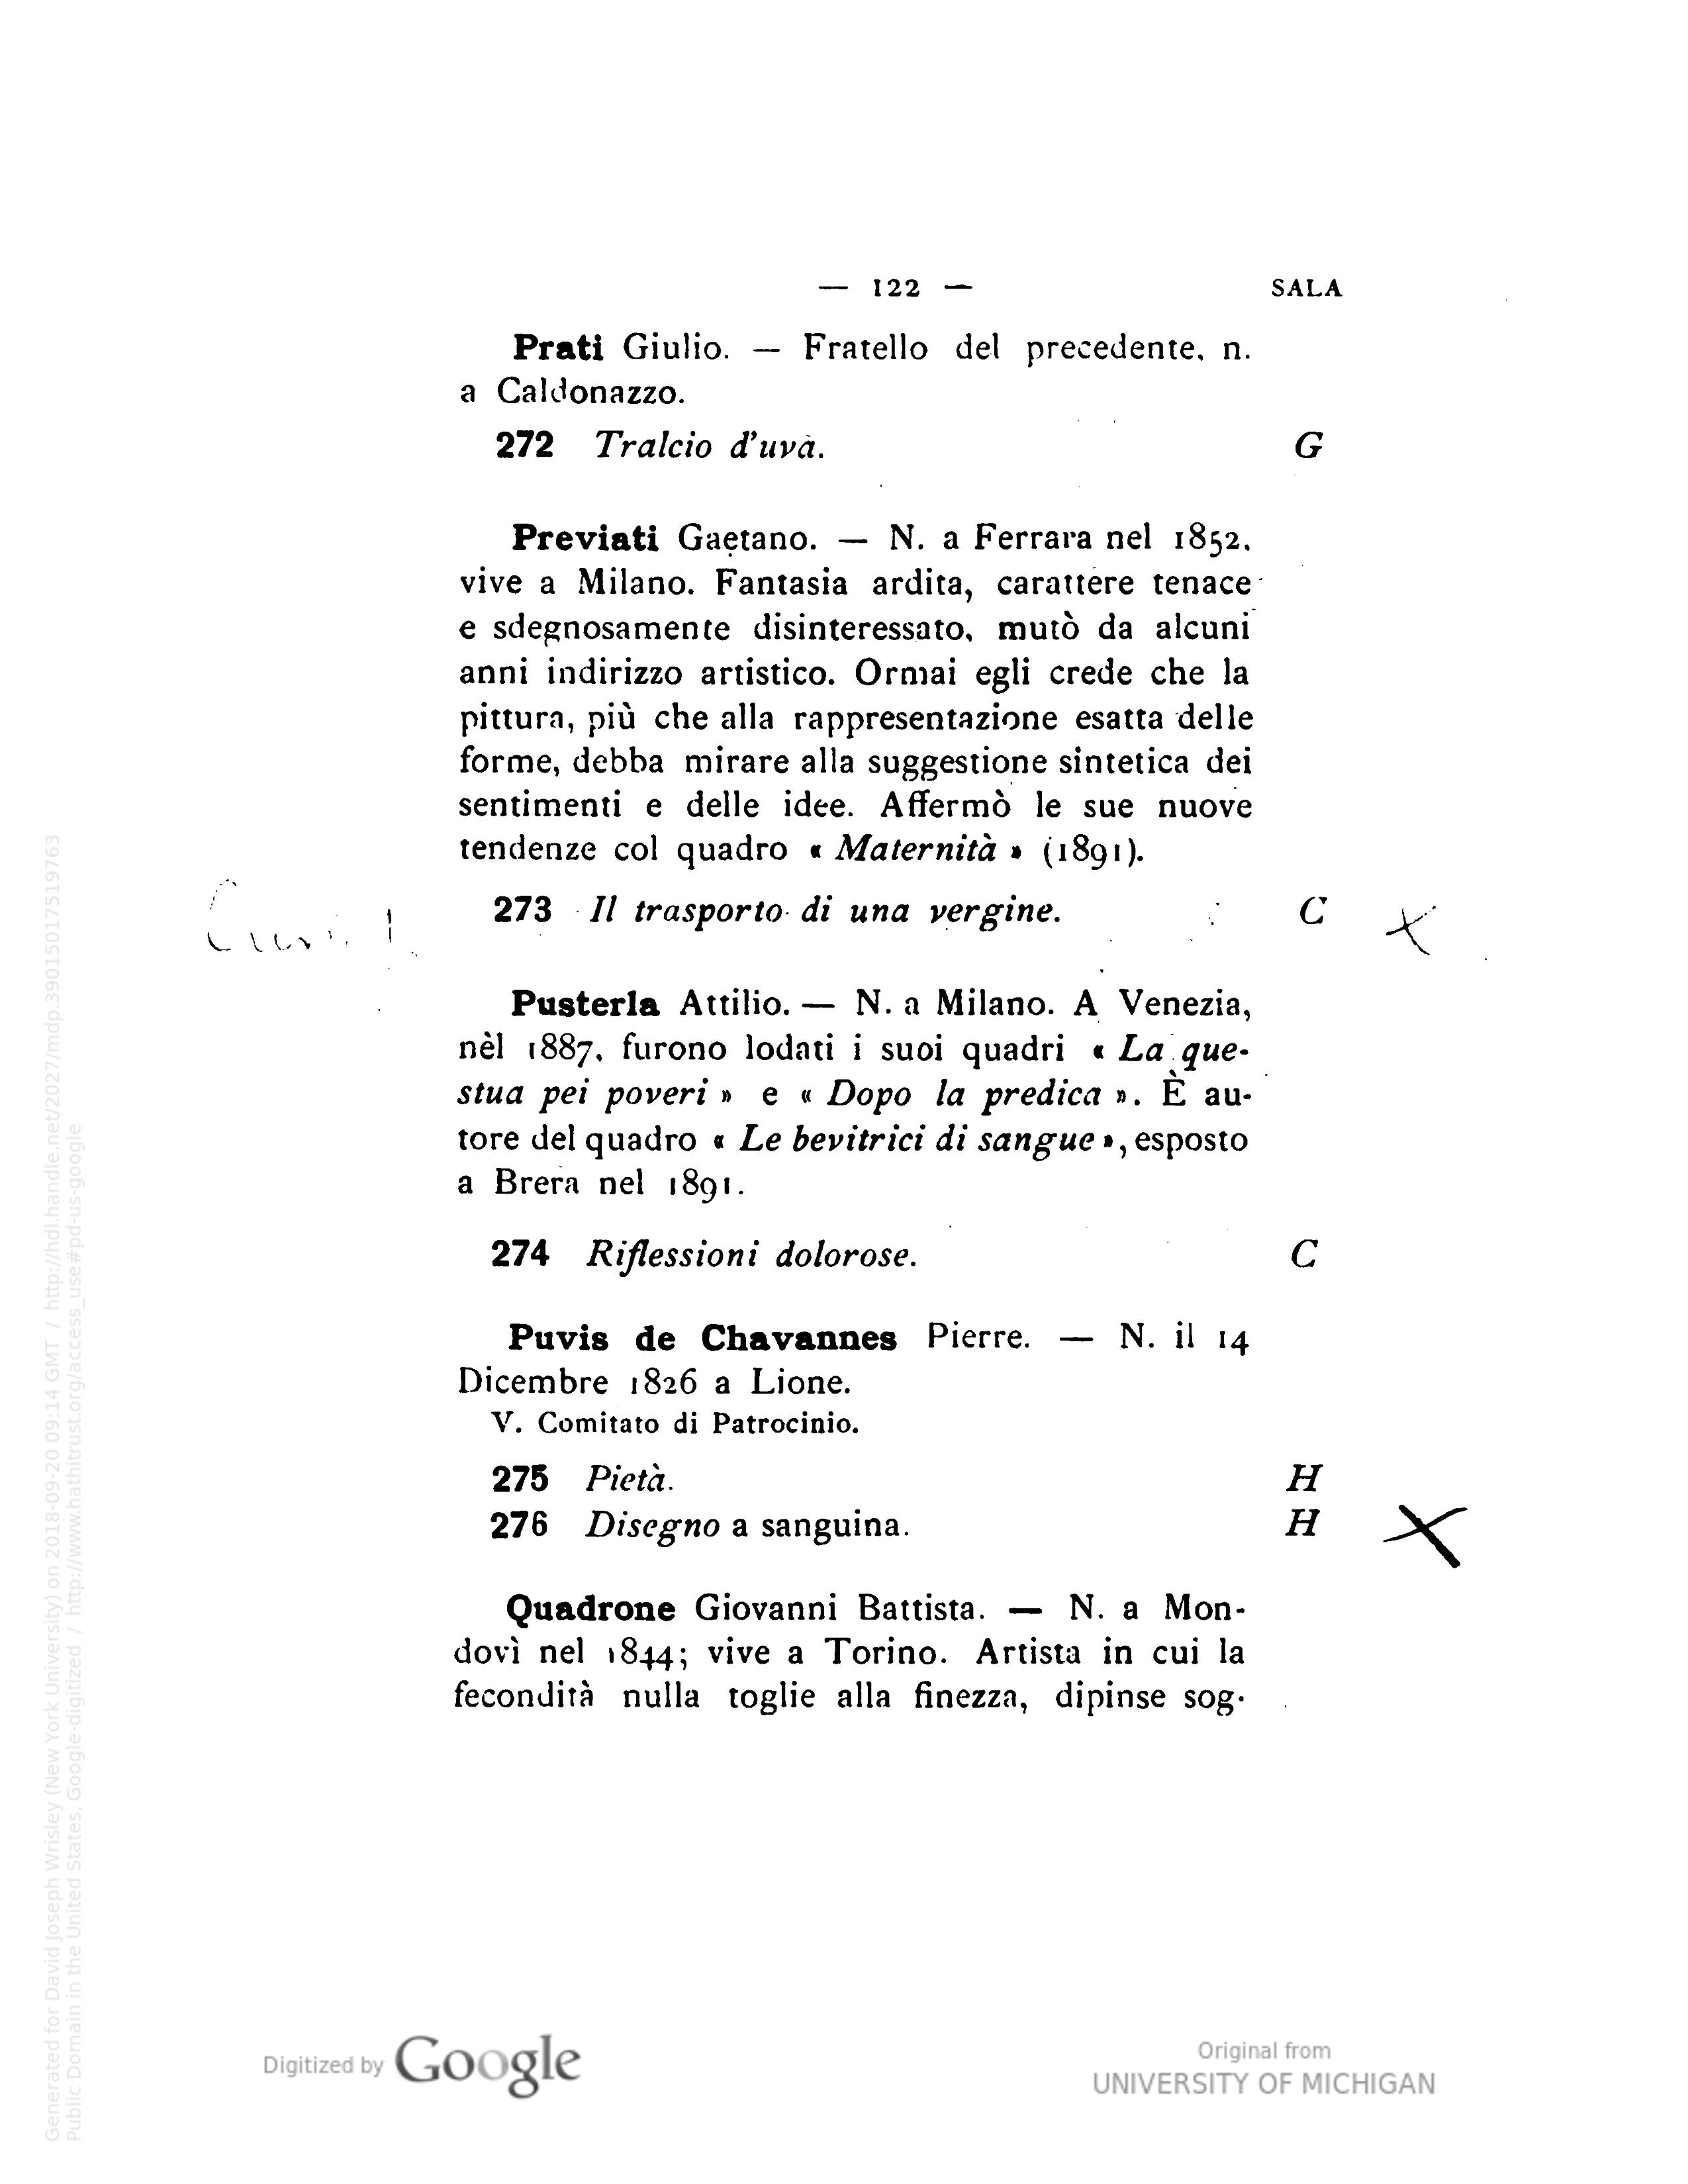 — 122 — SALA
Prati Giulio. — Fratello del precedente, n.
a Caldonazzo.
272 Tralcio d'uva. G
Previati Gaetano. — N. a Ferrara nel 1852,
vive a Milano. Fantasia ardita, carattere tenace
e sdegnosamente disinteressato, mutò da alcuni
anni indirizzo artistico. Ormai egli crede che la
pittura, più che alla rappresentazione esatta delle
forme, debba mirare alla suggestione sintetica dei
sentimenti e delle idee. Affermò le sue nuove
tendenze col quadro « Maternità » (1891).
273 Il trasporto di una vergine. C X
Pusterla Attilio. — N. a Milano. A Venezia,
nel 1887, furono lodati i suoi quadri « La que-
stua pei poveri » e « Dopo la predica ». È au-
tore del quadro « Le bevitrici di sangue », esposto
a Brera nel 1891.
274 Riflessioni dolorose. C
Puvis de Chavannes Pierre. — N. il 14
Dicembre 1826 a Lione.
V. Comitato di Patrocinio.
275 Pietà. H
276 Disegno a sanguina. H X
Quadrone Giovanni Battista. — N. a Mon-
dovì nel 1844; vive a Torino. Artista in cui la
fecondità nulla toglie alla finezza, dipinse sog-
Digitized by Google
Original from
UNIVERSITY OF MICHIGAN
Generated for David Joseph Wrisley (New York University) on 2018-09-20 09:14 GMT / http://hdl.handle.net/2027/mdp.39015017519763
Public Domain in the United States, Google-digitized / http://www.hathitrust.org/access_use#pd-us-google